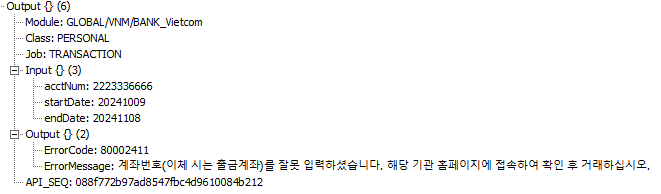 Output {} (6)
Module: GLOBAL/VNM/BANK_Vietcom
Class: PERSONAL
Job: TRANSACTION
Input {} (3)
acctNum: 2223336666
startDate: 20241009
endDate: 20241108
Output {} (2)
ErrorCode: 80002411
ErrorMessage: 계좌번호(이체 시는 출금계좌)를 잘못 입력하셨습니다. 해당 기관 홈페이지에 접속하여 확인 후 거래하십시오.
API_SEQ: 088f772b97ad8547fbc4d9610084b212